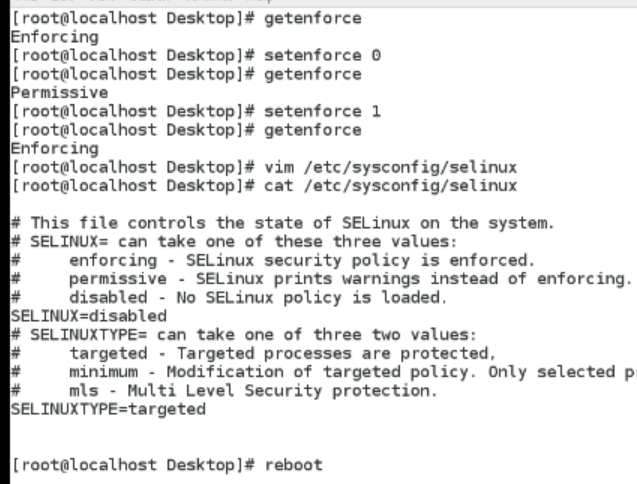 [root@localhost Desktop]# getenforce
Enforcing
[root@localhost Desktop]# setenforce 0
[root@localhost Desktop]# getenforce
Permissive
[root@localhost Desktop]# setenforce 1
[root@localhost Desktop]# getenforce
Enforcing
[root@localhost Desktop]# vim /etc/sysconfig/selinux
[root@localhost Desktop]# cat /etc/sysconfig/selinux
# This file controls the state of SELinux on the system.
# SELINUX= can take one of these three values:
#     enforcing - SELinux security policy is enforced.
#     permissive - SELinux prints warnings instead of enforcing.
#     disabled - No SELinux policy is loaded.
SELINUX=disabled
# SELINUXTYPE= can take one of three two values:
#     targeted - Targeted processes are protected,
#     minimum - Modification of targeted policy. Only selected
#     mls - Multi Level Security protection.
SELINUXTYPE=targeted
[root@localhost Desktop]# reboot